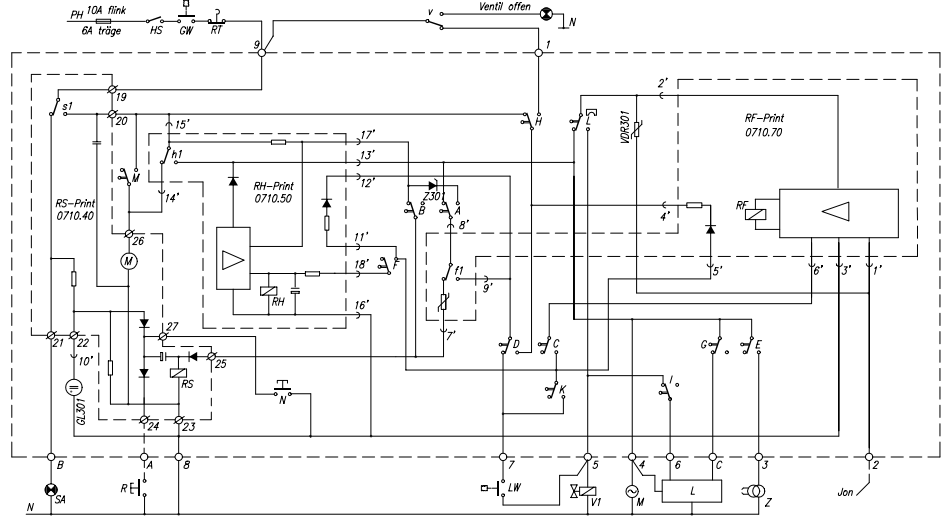 PH 10A flink
6A träge
HS GW RT
v Ventil offen N
9 1
19
20
s1
15'
h1
17'
13'
12'
14'
M
RS-Print
0710.40
RH-Print
0710.50
H L
2'
VDR301
RF-Print
0710.70
RF
4'
5'
6' 3' 1'
Z301
B A
8'
f1
9'
7'
11'
18'
F
16'
RH
26
M
27
25
RS
21 22
10'
GL301
24 23
N
D C
K
G E
I
B A 8 7 5 4 6 C 3 2
SA
R
LW
V1
M
L
Z
Jon
N